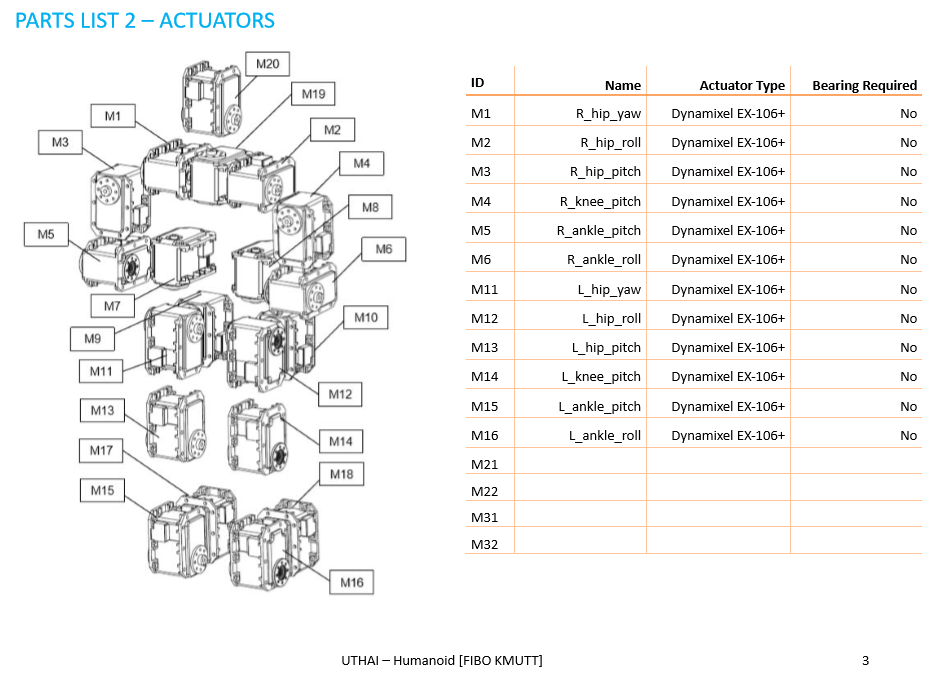 PARTS LIST 2 – ACTUATORS
M20
M19
M1
M2
M3
M4
M8
M5
M6
M7
M10
M9
M11
M12
M13
M14
M17
M18
M15
M16
ID Name Actuator Type Bearing Required
M1 R_hip_yaw Dynamixel EX-106+ No
M2 R_hip_roll Dynamixel EX-106+ No
M3 R_hip_pitch Dynamixel EX-106+ No
M4 R_knee_pitch Dynamixel EX-106+ No
M5 R_ankle_pitch Dynamixel EX-106+ No
M6 R_ankle_roll Dynamixel EX-106+ No
M11 L_hip_yaw Dynamixel EX-106+ No
M12 L_hip_roll Dynamixel EX-106+ No
M13 L_hip_pitch Dynamixel EX-106+ No
M14 L_knee_pitch Dynamixel EX-106+ No
M15 L_ankle_pitch Dynamixel EX-106+ No
M16 L_ankle_roll Dynamixel EX-106+ No
M21
M22
M31
M32
UTHAI – Humanoid [FIBO KMUTT] 3